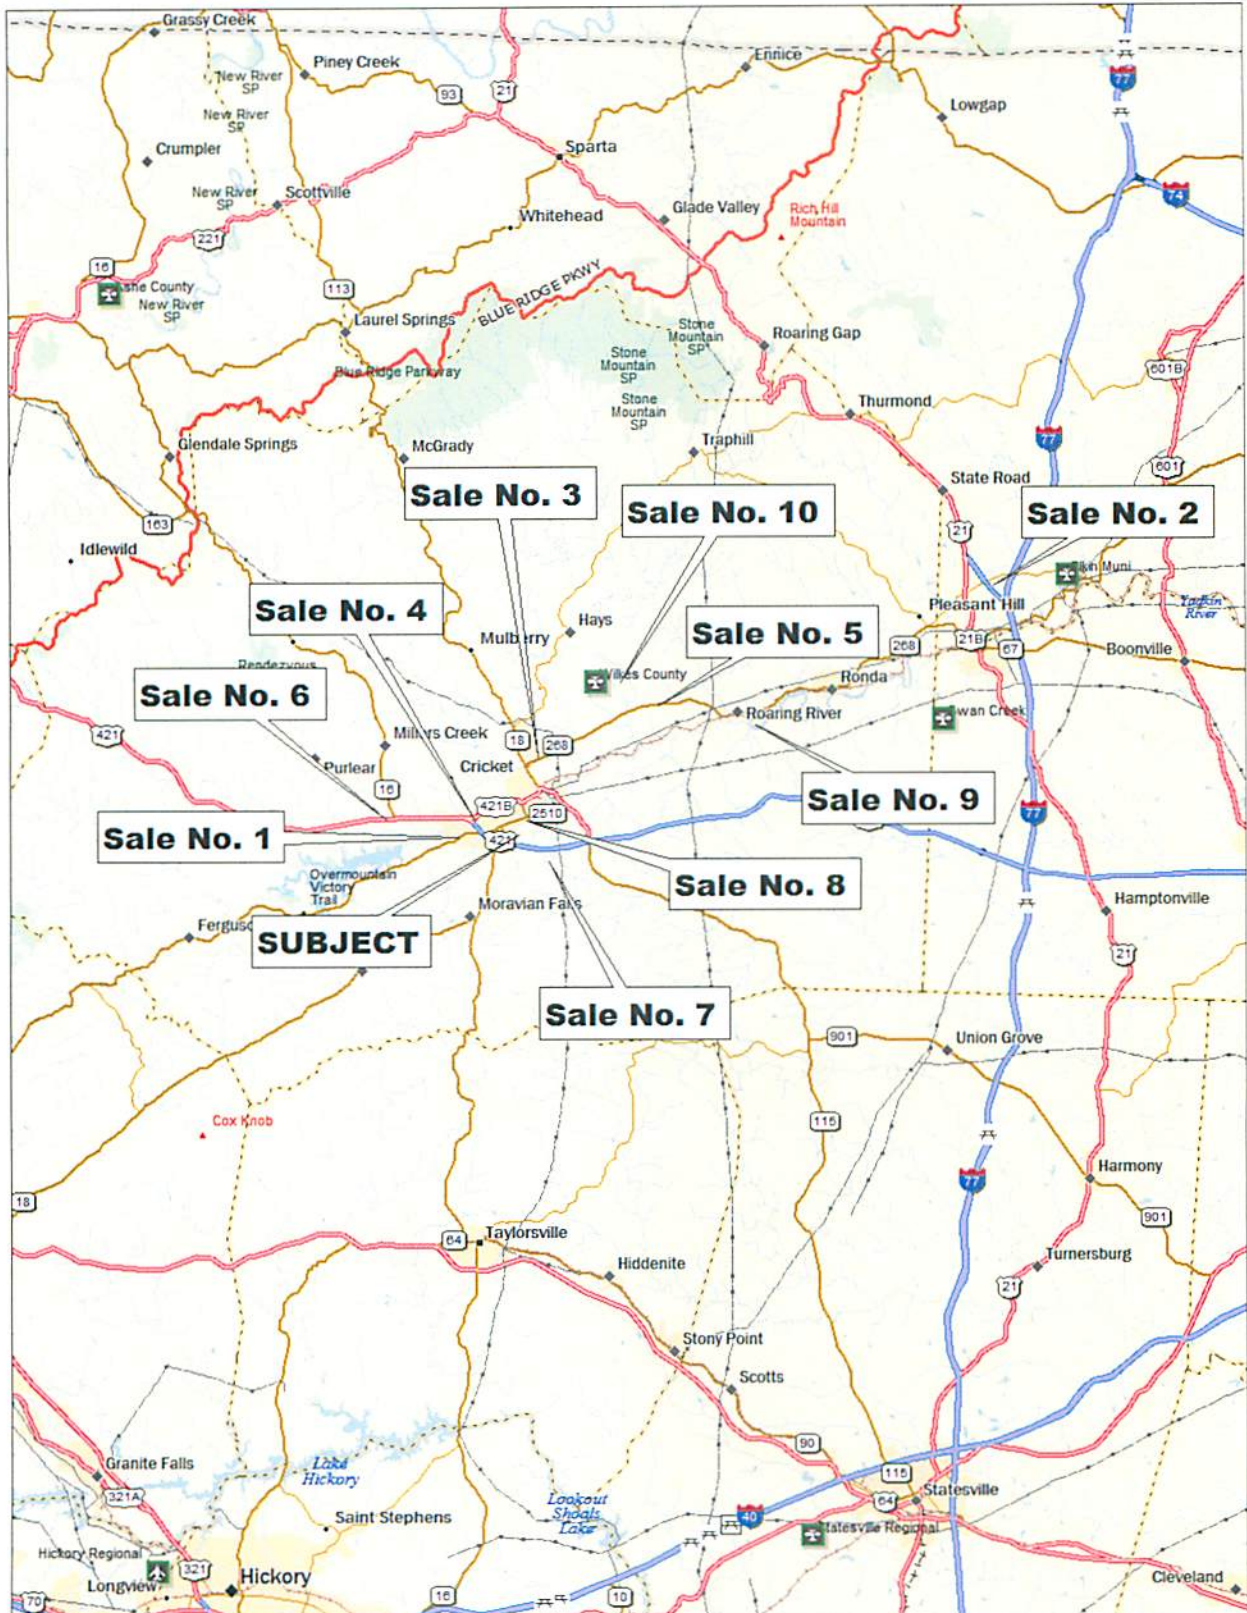 Grassy Creek
Piney Creek
New River
SP
93
21
Ennice
77
Lowgap
New River
SP
Crumpler
Sparta
New River
SP
Scottville
Whitehead
Glade Valley
Rich Hill
Mountain
74
221
16
113
BLUE RIDGE PKWY
New River
SP
Laurel Springs
Stone
Mountain
SP
Roaring Gap
Stone
Mountain
SP
601B
Blue Ridge Parkway
Stone
Mountain
SP
Thurmond
77
Glendale Springs
McGrady
Traphill
601
State Road
Sale No. 3
Sale No. 10
Sale No. 2
163
21
Idlewild
Sale No. 4
Pleasant Hill
Yadkin
River
Hays
Mulberry
Sale No. 5
268
21B
67
Boonville
Rendezvous
Wilkes County
Sale No. 6
Ronda
Roaring River
Swan Creek
421
Millers Creek
18
268
Purlear
Cricket
16
421B
2510
Sale No. 9
77
Sale No. 1
421
Overmountain
Victory
Trail
Sale No. 8
Moravian Falls
Hamptonville
SUBJECT
21
Sale No. 7
901
Union Grove
Cox Knob
115
Harmony
77
18
901
64
Taylorsville
Hiddenite
Turnersburg
21
Stony Point
Scotts
90
Granite Falls
Lake
Hickory
115
321A
64
Statesville
Lookout
Shoals
Lake
40
Saint Stephens
Statesville Regional
Hickory Regional
321
Longview
Hickory
Cleveland
70
16
10